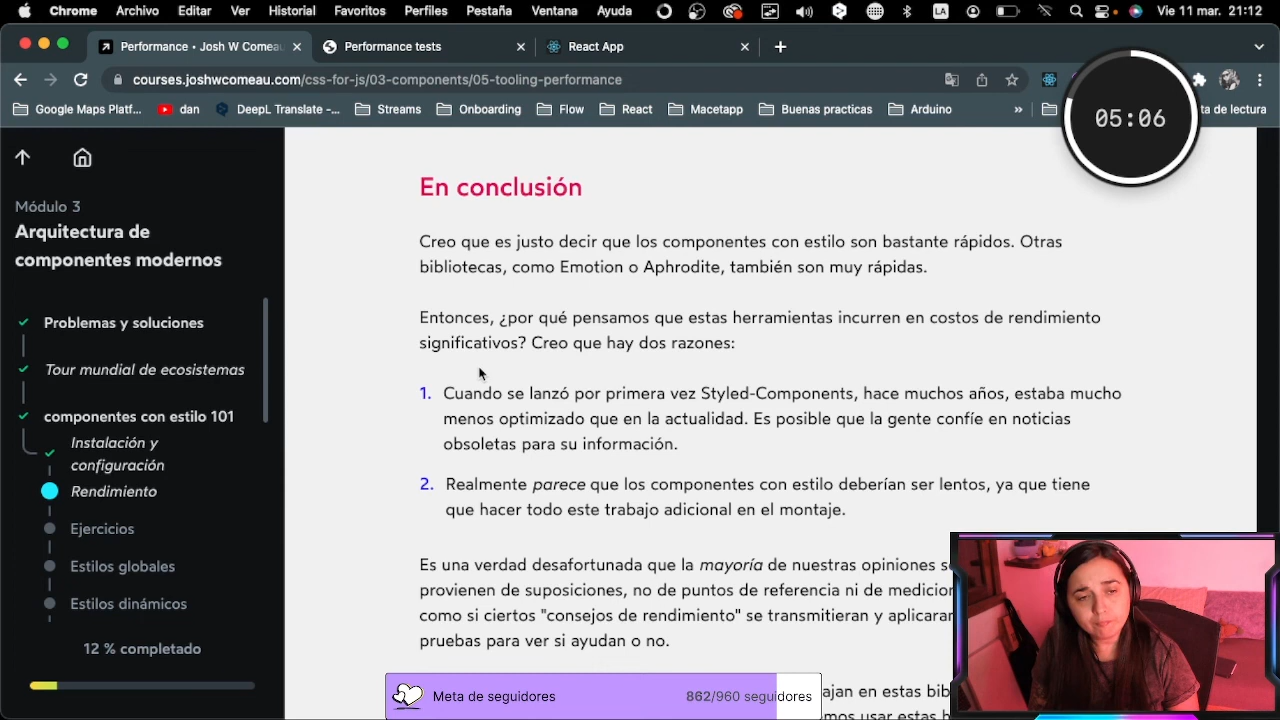 Chrome Archivo Editar Ver Historial Favoritos Perfiles Pestaña Ventana Ayuda LA Vie 11 mar. 21:12
Performance • Josh W Comeau Performance tests React App
courses.joshwcomeau.com/css-for-js/03-components/05-tooling-performance
Google Maps Platf... dan DeepL Translate -... Streams Onboarding Flow React Macetapp Buenas practicas Arduino » ta de lectura
05:06
Módulo 3
Arquitectura de
componentes modernos
Problemas y soluciones
Tour mundial de ecosistemas
componentes con estilo 101
Instalación y
configuración
Rendimiento
Ejercicios
Estilos globales
Estilos dinámicos
12 % completado
En conclusión
Creo que es justo decir que los componentes con estilo son bastante rápidos. Otras
bibliotecas, como Emotion o Aphrodite, también son muy rápidas.
Entonces, ¿por qué pensamos que estas herramientas incurren en costos de rendimiento
significativos? Creo que hay dos razones:
1. Cuando se lanzó por primera vez Styled-Components, hace muchos años, estaba mucho
menos optimizado que en la actualidad. Es posible que la gente confíe en noticias
obsoletas para su información.
2. Realmente parece que los componentes con estilo deberían ser lentos, ya que tiene
que hacer todo este trabajo adicional en el montaje.
Es una verdad desafortunada que la mayoría de nuestras opiniones
provienen de suposiciones, no de puntos de referencia ni de
como si ciertos "consejos de rendimiento" se transmitieran y
pruebas para ver si ayudan o no.
en estas
usar estas
Meta de seguidores 862/960 seguidores